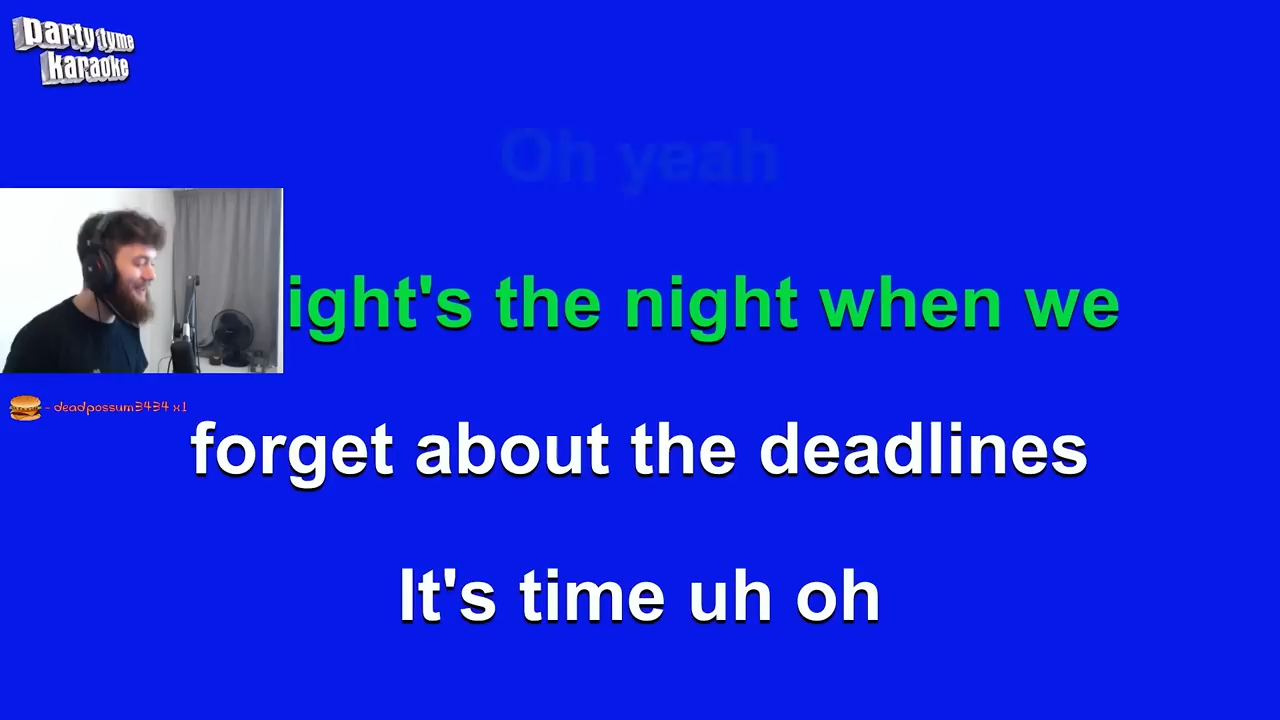 party tyme
karaoke
Oh yeah
ight's the night when we
- deadpossum3434 x1
forget about the deadlines
It's time uh oh